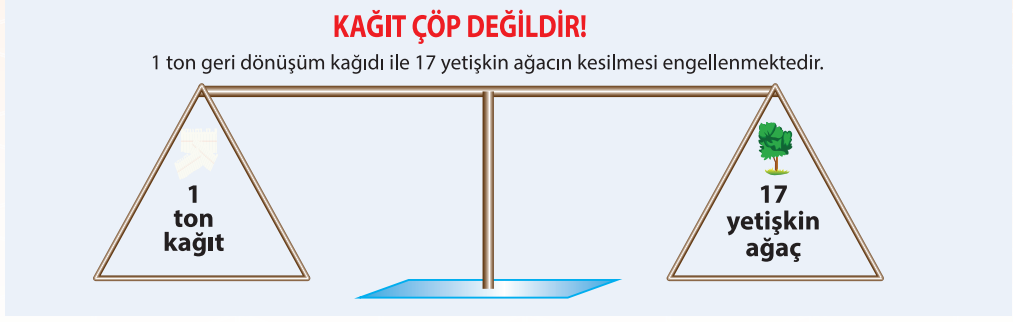 KAĞIT ÇÖP DEĞİLDİR!
1 ton geri dönüşüm kağıdı ile 17 yetişkin ağacın kesilmesi engellenmektedir.
1
ton
kağıt
17
yetişkin
ağaç